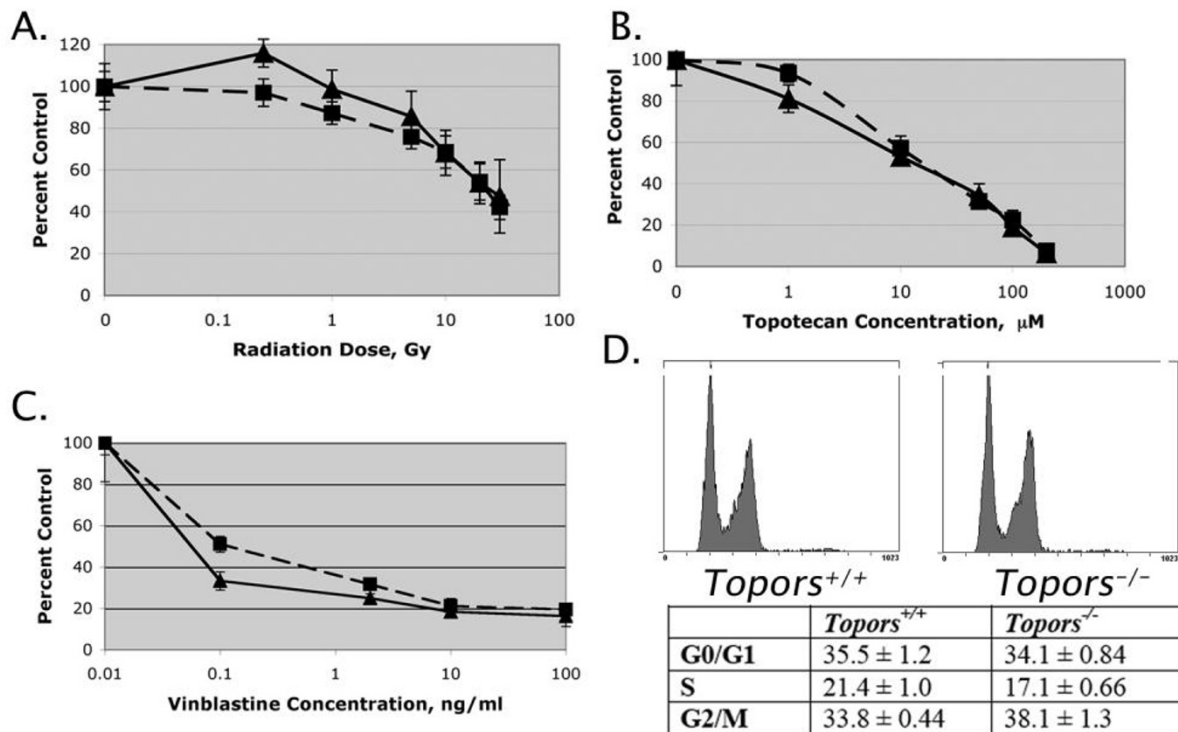 A.
120
100
80
60
40
20
0
Percent Control
0 0.1 1 10 100
Radiation Dose, Gy
B.
100
80
60
40
20
0
Percent Control
0 1 10 100 1000
Topotecan Concentration, μM
C.
100
80
60
40
20
0
Percent Control
0.01 0.1 1 10 100
Vinblastine Concentration, ng/ml
D.
0 1023 0 1023
Topors+/+ Topors−/−
Topors+/+ Topors-/-
G0/G1 35.5 ± 1.2 34.1 ± 0.84
S 21.4 ± 1.0 17.1 ± 0.66
G2/M 33.8 ± 0.44 38.1 ± 1.3